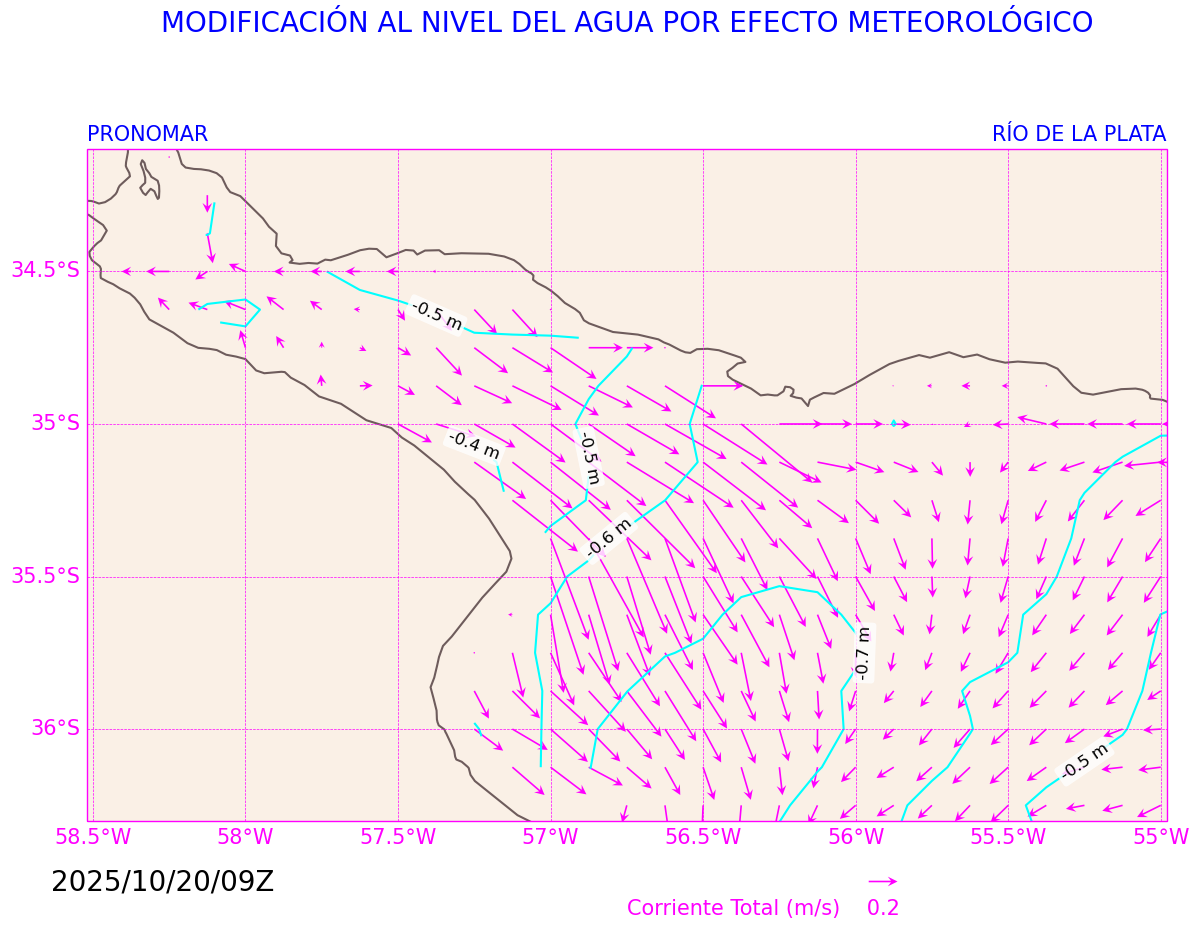 MODIFICACIÓN AL NIVEL DEL AGUA POR EFECTO METEOROLÓGICO
PRONOMAR RÍO DE LA PLATA
34.5°S
-0.5 m
35°S
-0.4 m
-0.5 m
-0.6 m
35.5°S
-0.7 m
36°S
-0.5 m
58.5°W 58°W 57.5°W 57°W 56.5°W 56°W 55.5°W 55°W
2025/10/20/09Z
Corriente Total (m/s) 0.2